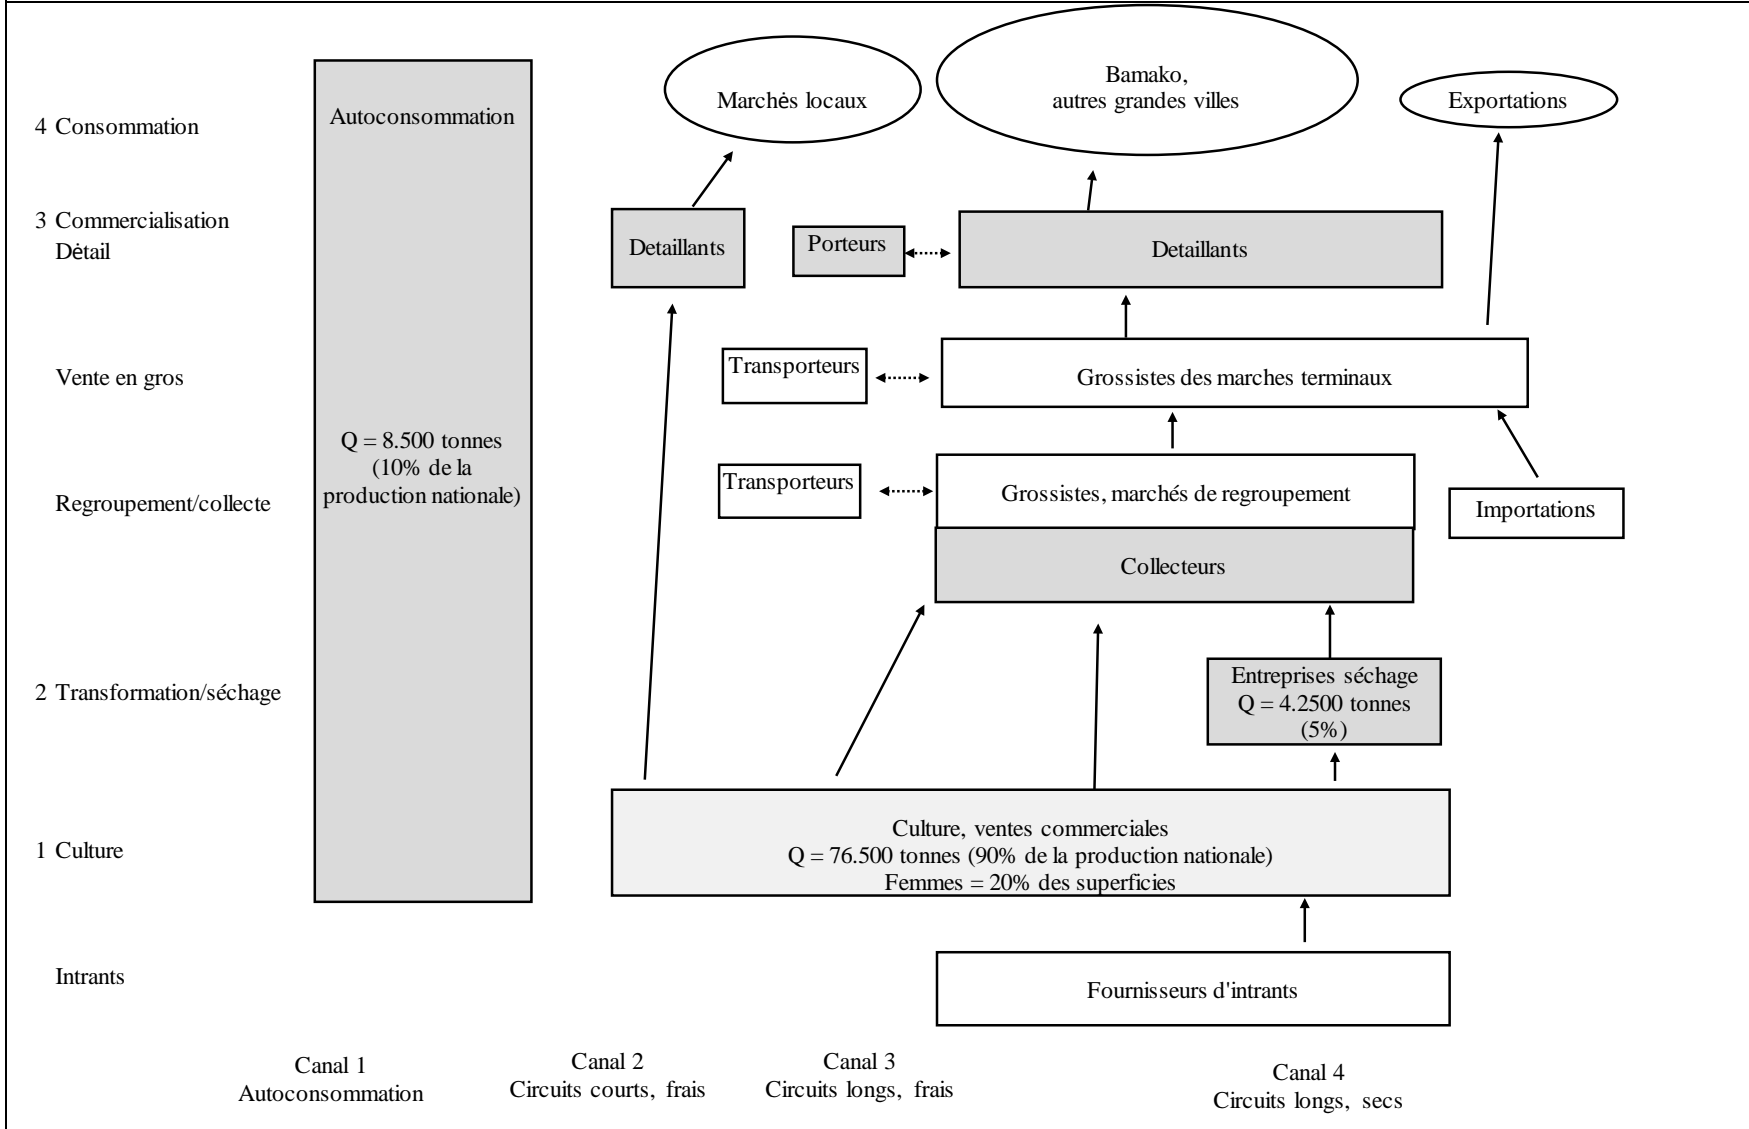 4 Consommation
Autoconsommation
Marchés locaux
Bamako,
autres grandes villes
Exportations
3 Commercialisation
Détail
Detaillants
Porteurs
Detaillants
Vente en gros
Transporteurs
Grossistes des marches terminaux
Q = 8.500 tonnes
(10% de la
production nationale)
Regroupement/collecte
Transporteurs
Grossistes, marchés de regroupement
Importations
Collecteurs
2 Transformation/séchage
Entreprises séchage
Q = 4.2500 tonnes
(5%)
1 Culture
Culture, ventes commerciales
Q = 76.500 tonnes (90% de la production nationale)
Femmes = 20% des superficies
Intrants
Fournisseurs d'intrants
Canal 1
Autoconsommation
Canal 2
Circuits courts, frais
Canal 3
Circuits longs, frais
Canal 4
Circuits longs, secs